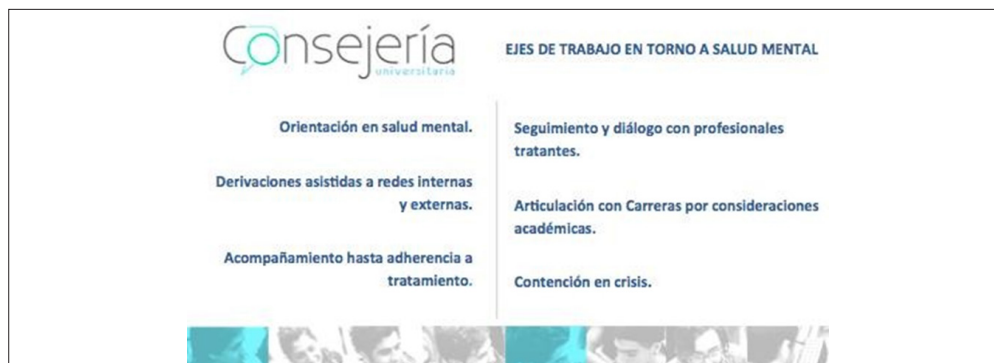 Consejería
universitaria
EJES DE TRABAJO EN TORNO A SALUD MENTAL
Orientación en salud mental.
Derivaciones asistidas a redes internas
y externas.
Acompañamiento hasta adherencia a
tratamiento.
Seguimiento y diálogo con profesionales
tratantes.
Articulación con Carreras por consideraciones
académicas.
Contención en crisis.